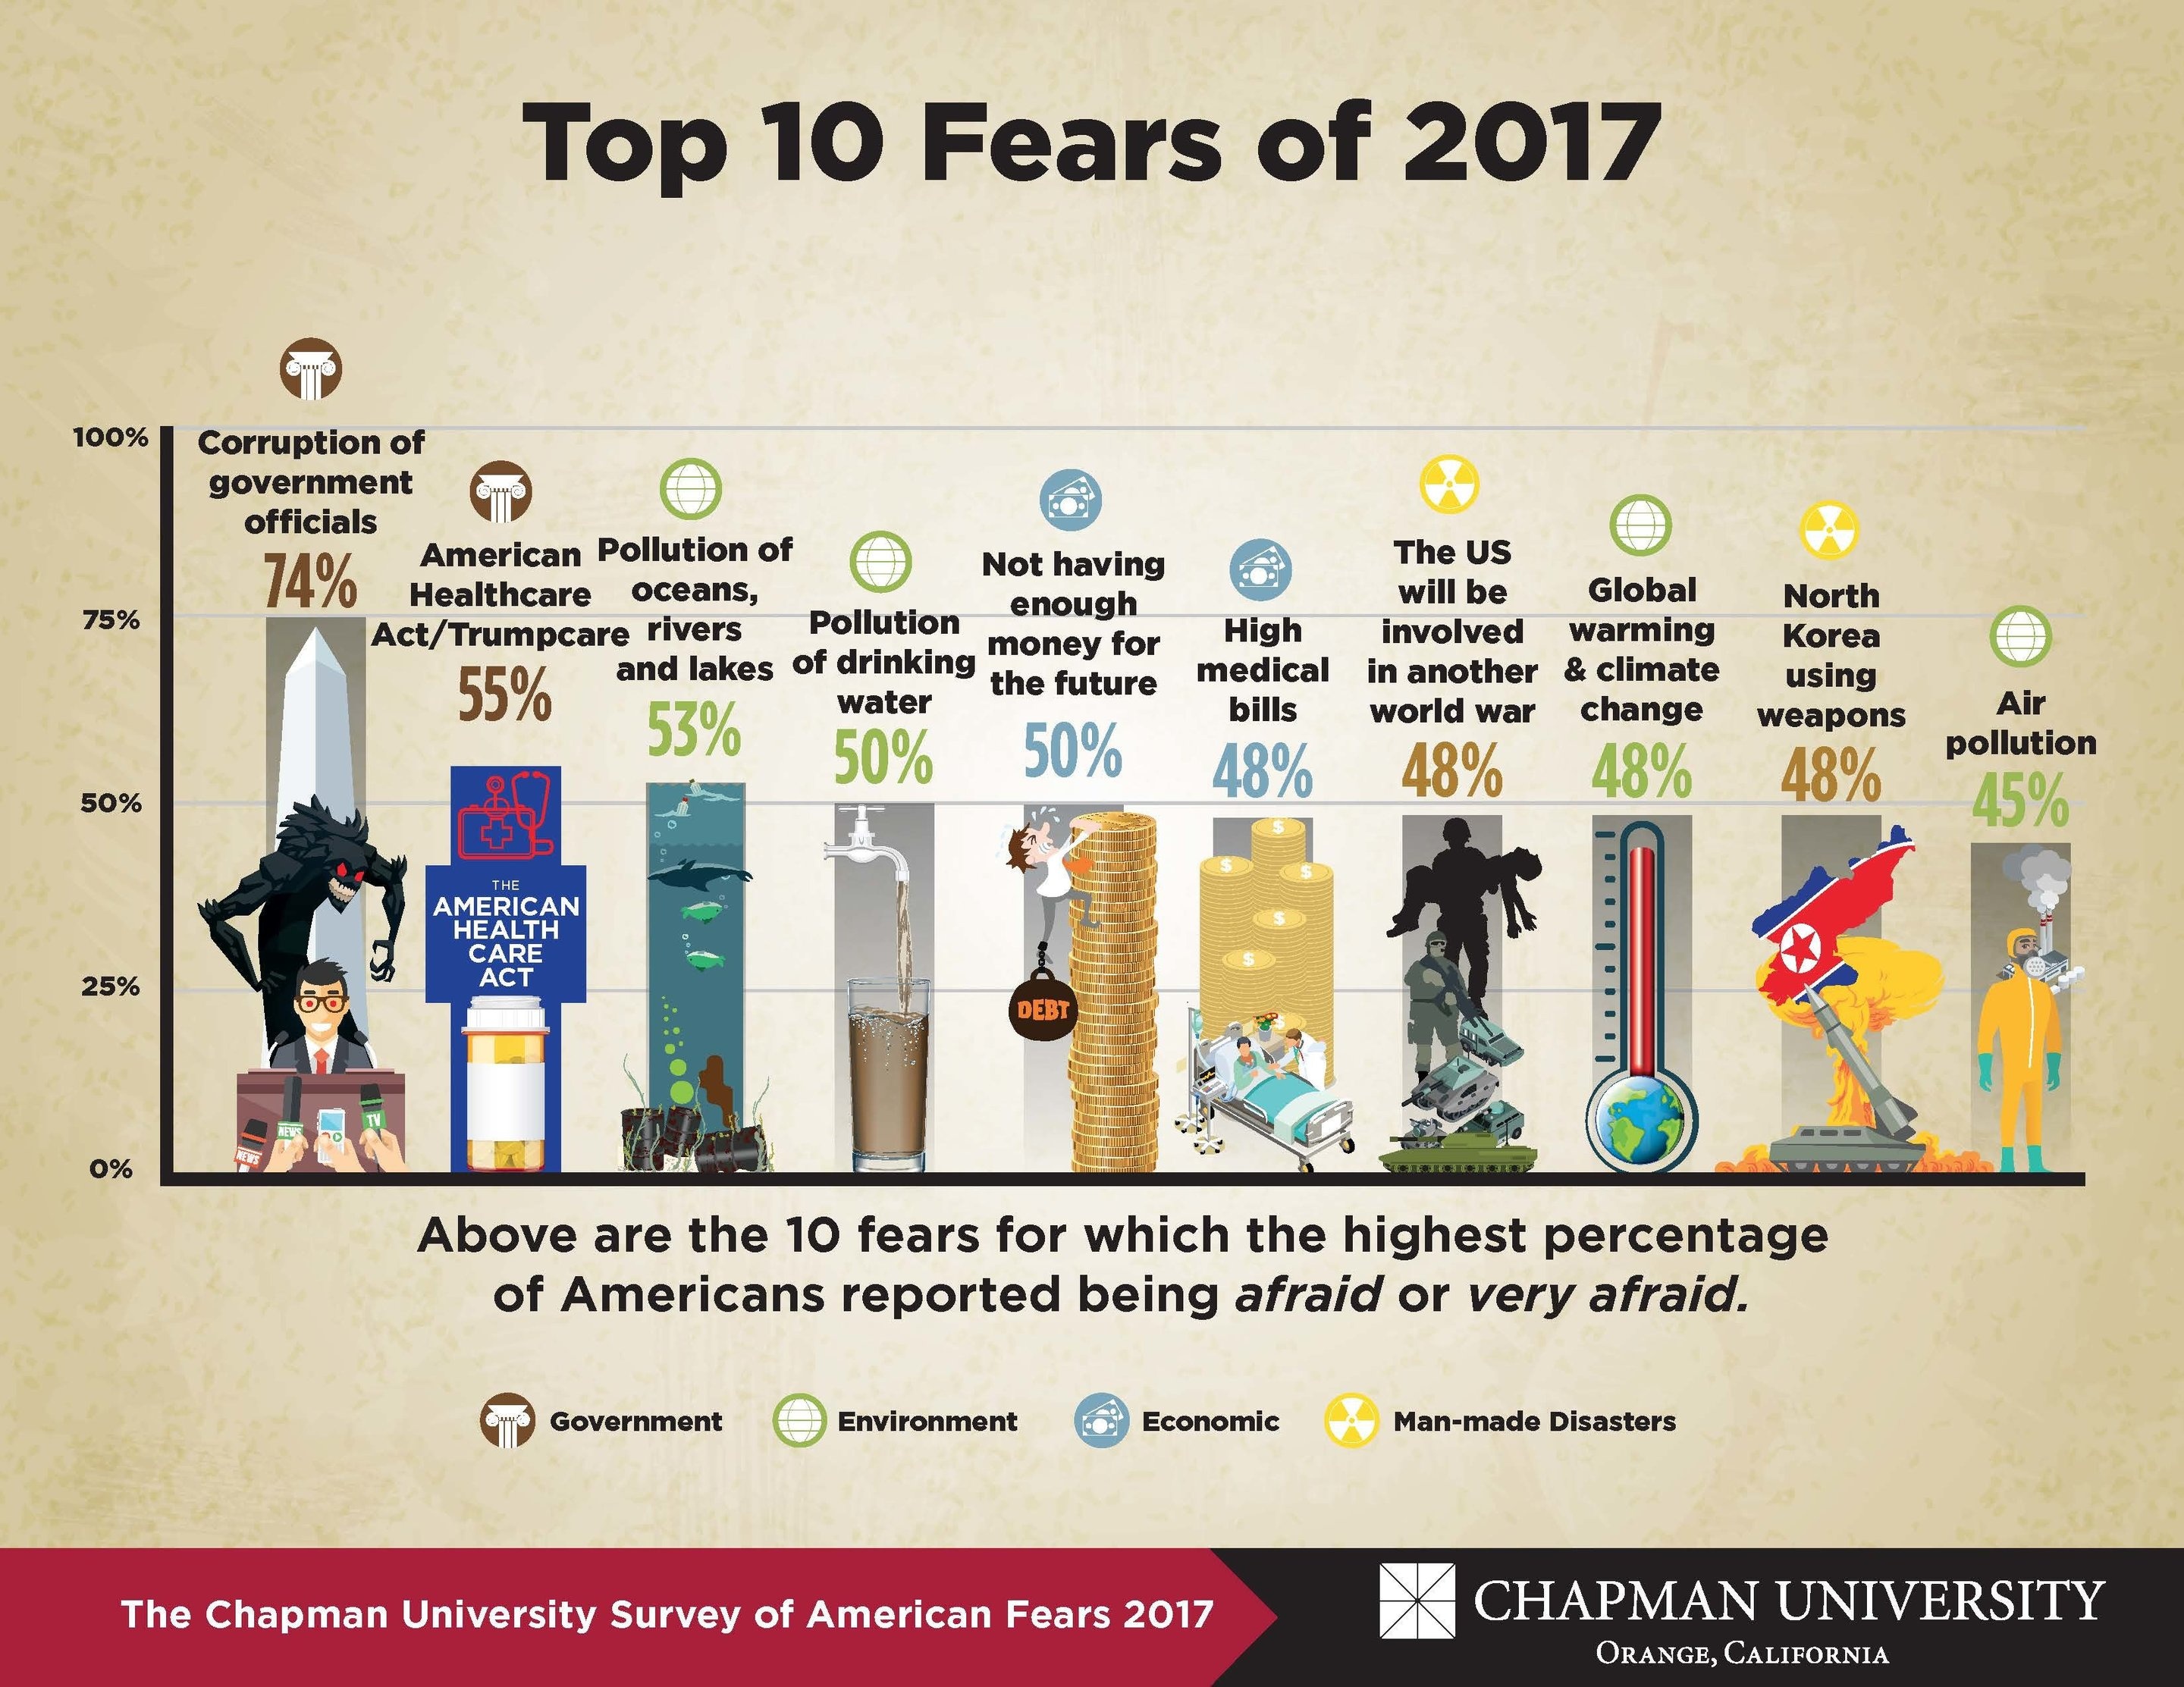 Top 10 Fears of 2017
100%
75%
50%
25%
0%
Corruption of
government
officials
74%
American
Healthcare
Act/Trumpcare
55%
Pollution of
oceans,
rivers
and lakes
53%
Pollution
of drinking
water
50%
Not having
enough
money for
the future
50%
High
medical
bills
48%
The US
will be
involved
in another
world war
48%
Global
warming
& climate
change
48%
North
Korea
using
weapons
48%
Air
pollution
45%
NEWS
NEWS
TV
THE
AMERICAN
HEALTH
CARE
ACT
DEBT
$
$
$
$
$
$
Above are the 10 fears for which the highest percentage
of Americans reported being afraid or very afraid.
Government
Environment
Economic
Man-made Disasters
The Chapman University Survey of American Fears 2017
CHAPMAN UNIVERSITY
ORANGE, CALIFORNIA